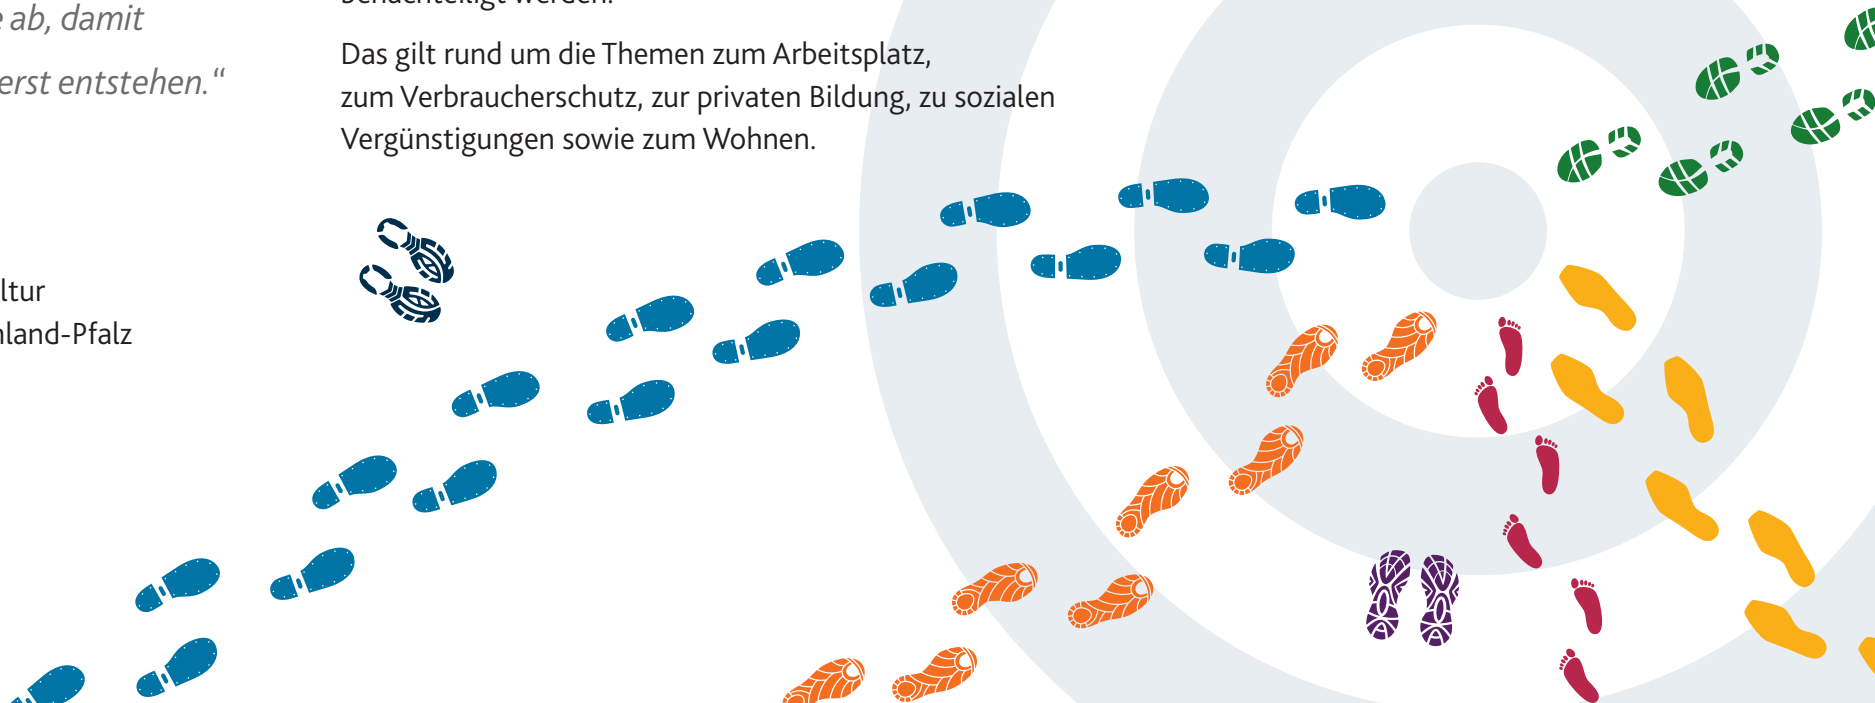 ab, damit
erst entstehen.“
Das gilt rund um die Themen zum Arbeitsplatz,
zum Verbraucherschutz, zur privaten Bildung, zu sozialen
Vergünstigungen sowie zum Wohnen.
ltur
nland-Pfalz